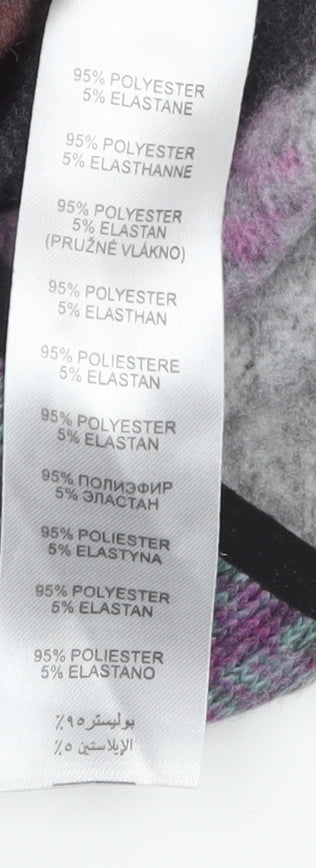 95% POLYESTER
5% ELASTANE
95% POLYESTER
5% ELASTHANNE
95% POLYESTER
5% ELASTAN
(PRUŽNÉ VLÁKNO)
95% POLYESTER
5% ELASTHAN
95% POLIESTERE
5% ELASTAN
95% POLYESTER
5% ELASTAN
95% ПОЛИЭФИР
5% ЭЛАСТАН
95% POLIESTER
5% ELASTYNA
95% POLYESTER
5% ELASTAN
95% POLIESTER
5% ELASTANO
بوليستر ٩٥٪
الإيلاستين ٥٪